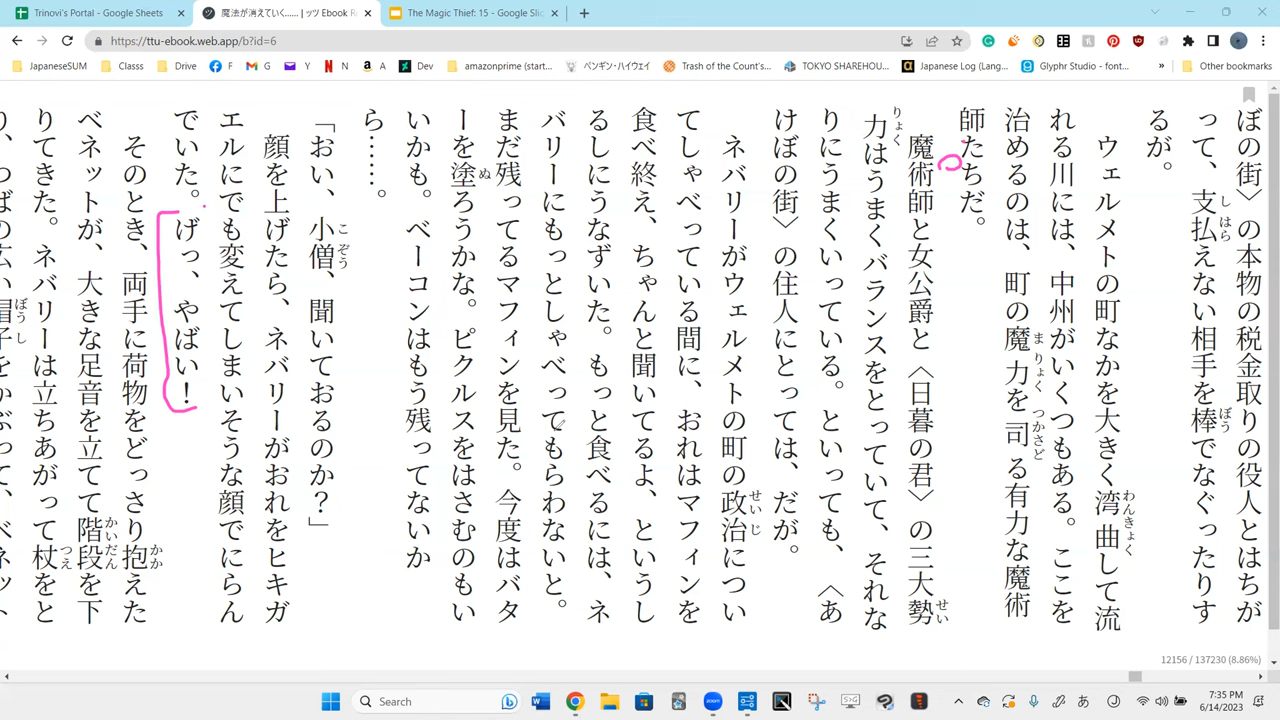 Trinovi's Portal - Google Sheets
魔法が消えていく…… | ッツ Ebook R
The Magic Thief: 15 - Google Slid
https://ttu-ebook.web.app/b?id=6
JapaneseSUM
Classs
Drive
F
G
Y
N
A
Dev
amazonprime (start...
ペンギン・ハイウェイ
Trash of the Count's...
TOKYO SHAREHOU...
Japanese Log (Lang...
Glyphr Studio - font...
»
Other bookmarks
ぼの街〉の本物の税金取りの役人とはちが
って、支払えない相手を棒でなぐったりす
るが。
ウェルメトの町なかを大きく湾曲して流
れる川には、中州がいくつもある。ここを
治めるのは、町の魔力を司る有力な魔術
師たちだ。
魔術師と女公爵と〈日暮の君〉の三大勢
力はうまくバランスをとっていて、それな
りにうまくいっている。といっても、〈あ
けぼの街〉の住人にとっては、だが。
ネバリーがウェルメトの町の政治につい
てしゃべっている間に、おれはマフィンを
食べ終え、ちゃんと聞いてるよ、というし
るしにうなずいた。もっと食べるには、ネ
バリーにもっとしゃべってもらわないと。
まだ残ってるマフィンを見た。今度はバタ
ーを塗ろうかな。ピクルスをはさむのもい
いかも。ベーコンはもう残ってないか
ら……。
「おい、小僧、聞いておるのか？」
顔を上げたら、ネバリーがおれをヒキガ
エルにでも変えてしまいそうな顔でにらん
でいた。げっ、やばい！
そのとき、両手に荷物をどっさり抱えた
ベネットが、大きな足音を立てて階段を下
りてきた。ネバリーは立ちあがって杖をと
り、つばの広い帽子をかぶって、ベネット
12156 / 137230 (8.86%)
Search
7:35 PM
6/14/2023